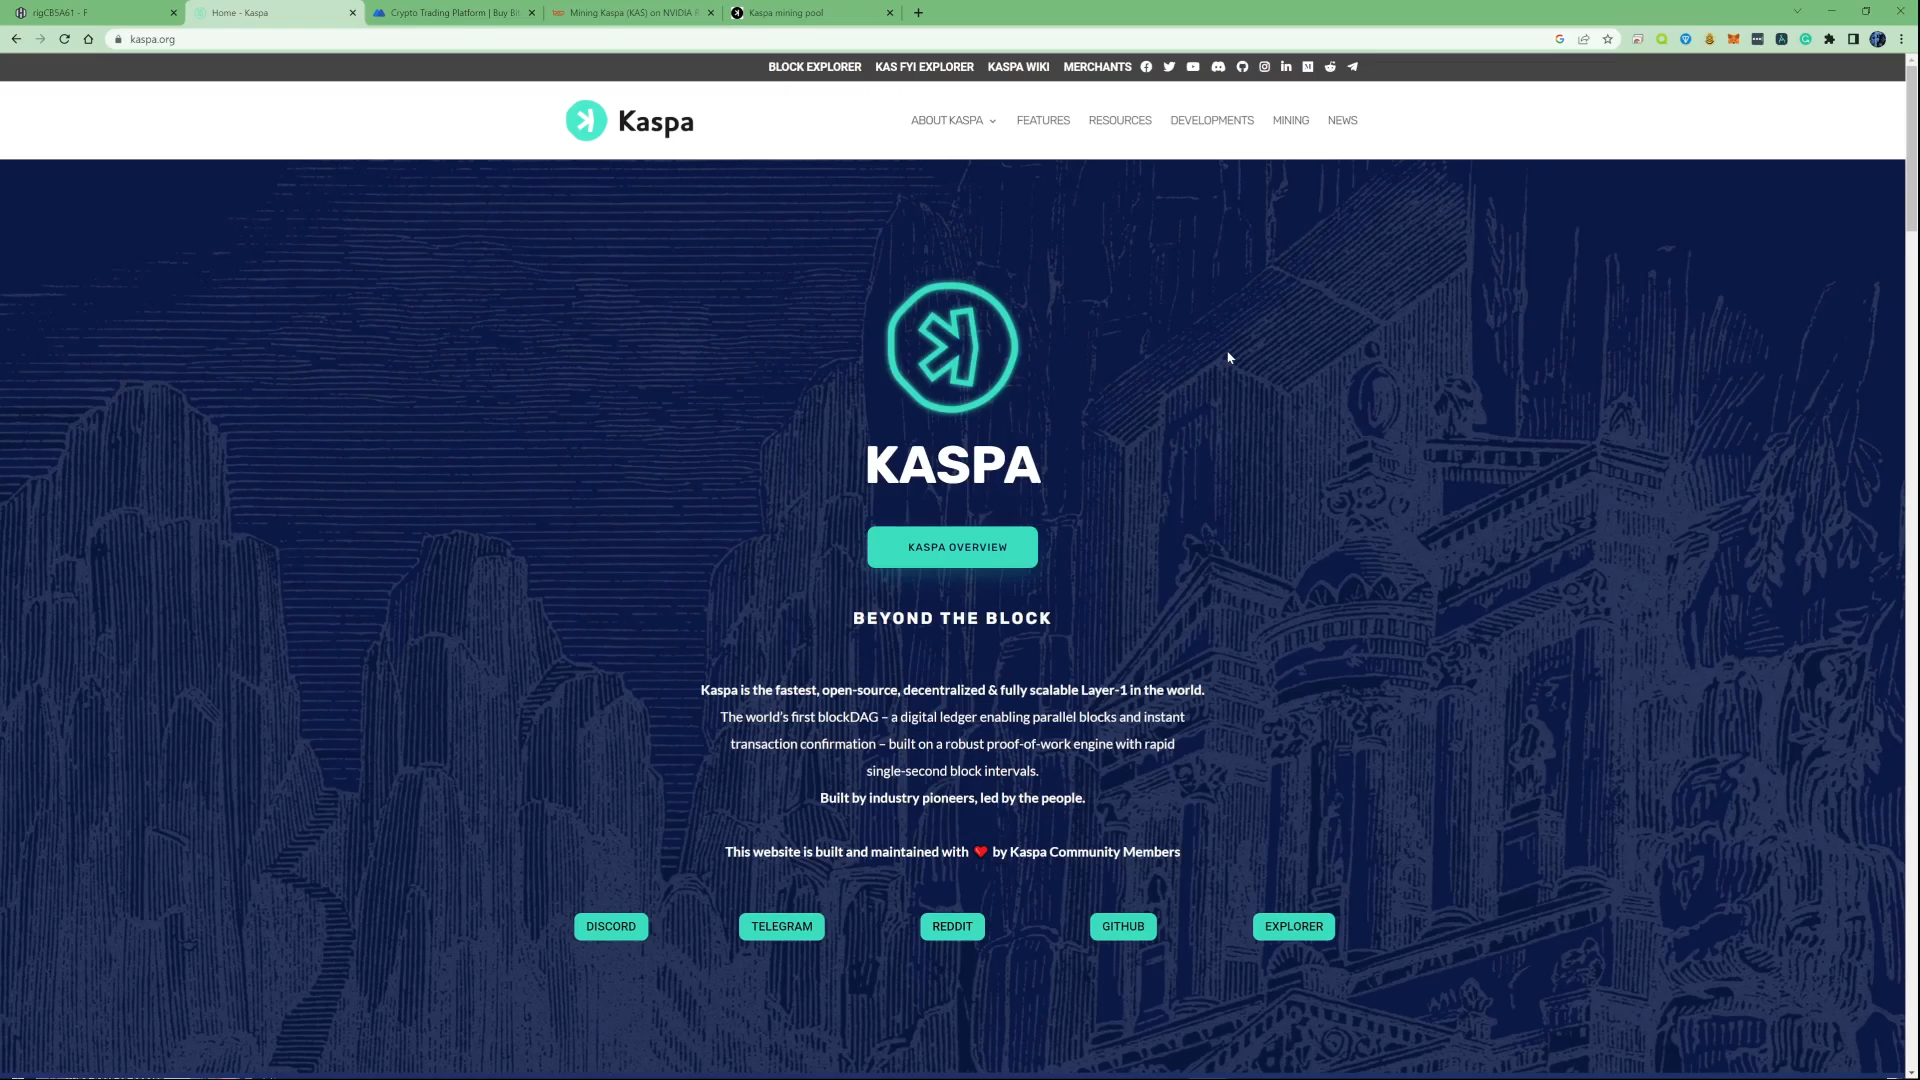 rigCB5A61 - F
Home - Kaspa
Crypto Trading Platform | Buy Bi
Mining Kaspa (KAS) on NVIDIA R
Kaspa mining pool
kaspa.org
BLOCK EXPLORER KAS FYI EXPLORER KASPA WIKI MERCHANTS
Kaspa
ABOUT KASPA FEATURES RESOURCES DEVELOPMENTS MINING NEWS
KASPA
KASPA OVERVIEW
BEYOND THE BLOCK
Kaspa is the fastest, open-source, decentralized & fully scalable Layer-1 in the world.
The world's first blockDAG – a digital ledger enabling parallel blocks and instant
transaction confirmation – built on a robust proof-of-work engine with rapid
single-second block intervals.
Built by industry pioneers, led by the people.
This website is built and maintained with ❤ by Kaspa Community Members
DISCORD TELEGRAM REDDIT GITHUB EXPLORER